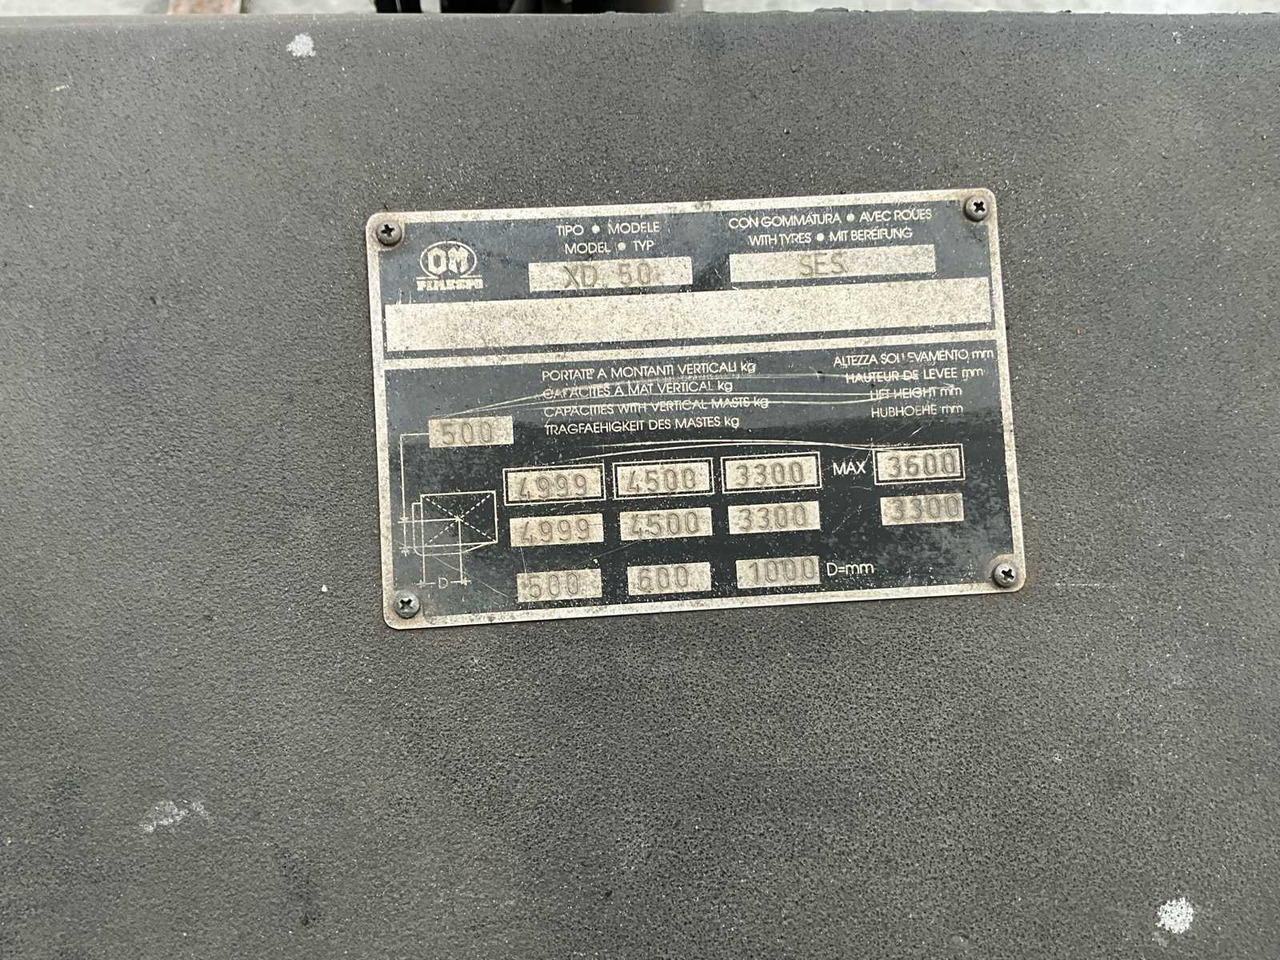 TIPO • MODELE
MODEL • TYP
CON GOMMATURA • AVEC ROUES
WITH TYRES • MIT BEREIFUNG
OM
PIMESPO
XD 50
SES
PORTATE A MONTANTI VERTICALI kg
CAPACITES A MAT VERTICAL kg
CAPACITIES WITH VERTICAL MASTS kg
TRAGFAEHIGKEIT DES MASTES kg
ALTEZZA SOLLEVAMENTO mm
HAUTEUR DE LEVEE mm
LIFT HEIGHT mm
HUBHOEHE mm
500
4999 4500 3300 MAX 3600
4999 4500 3300 3300
D 500 600 1000 D=mm